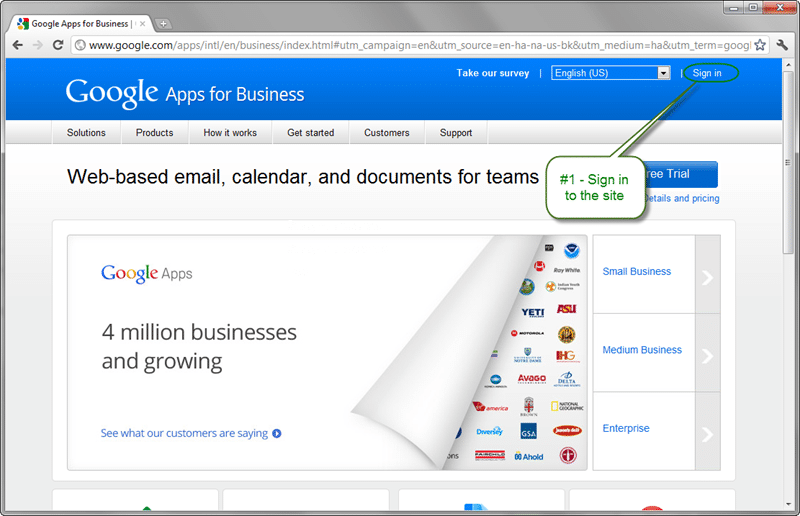 Google Apps for Business |
www.google.com/apps/intl/en/business/index.html#utm_campaign=en&utm_source=en-ha-na-us-bk&utm_medium=ha&utm_term=googl
Take our survey | English (US) | Sign in
Google Apps for Business
Solutions Products How it works Get started Customers Support
#1 - Sign in
to the site
Web-based email, calendar, and documents for teams
ree Trial
Details and pricing
Google Apps
4 million businesses
and growing
See what our customers are saying
Ray White
YETI
ASU
MOTOROLA
NOTRE DAME
IHG
AVAGO
DELTA
america
BROWN
NATIONAL
GEOGRAPHIC
Diversey
GSA
FAIRCHILD
Ahold
Small Business
Medium Business
Enterprise